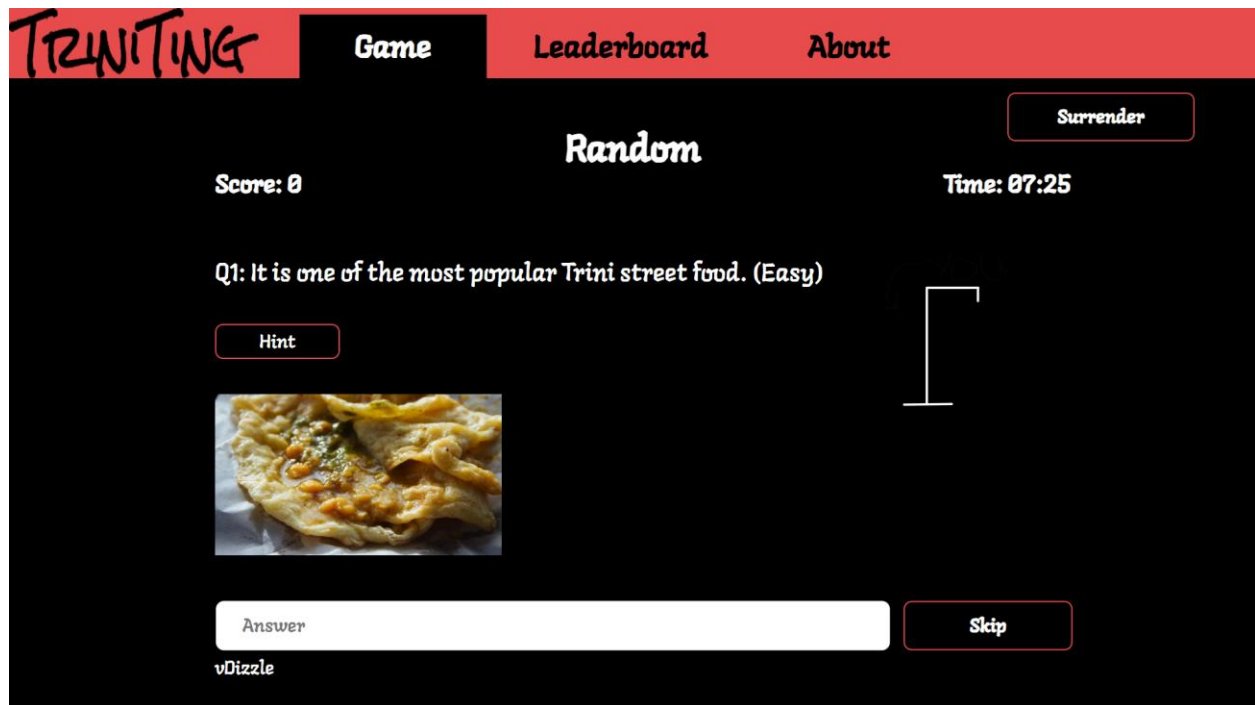 TRINITING Game Leaderboard About
Surrender
Random
Score: 0 Time: 07:25
Q1: It is one of the most popular Trini street food. (Easy)
Hint
Answer Skip
vDizzle